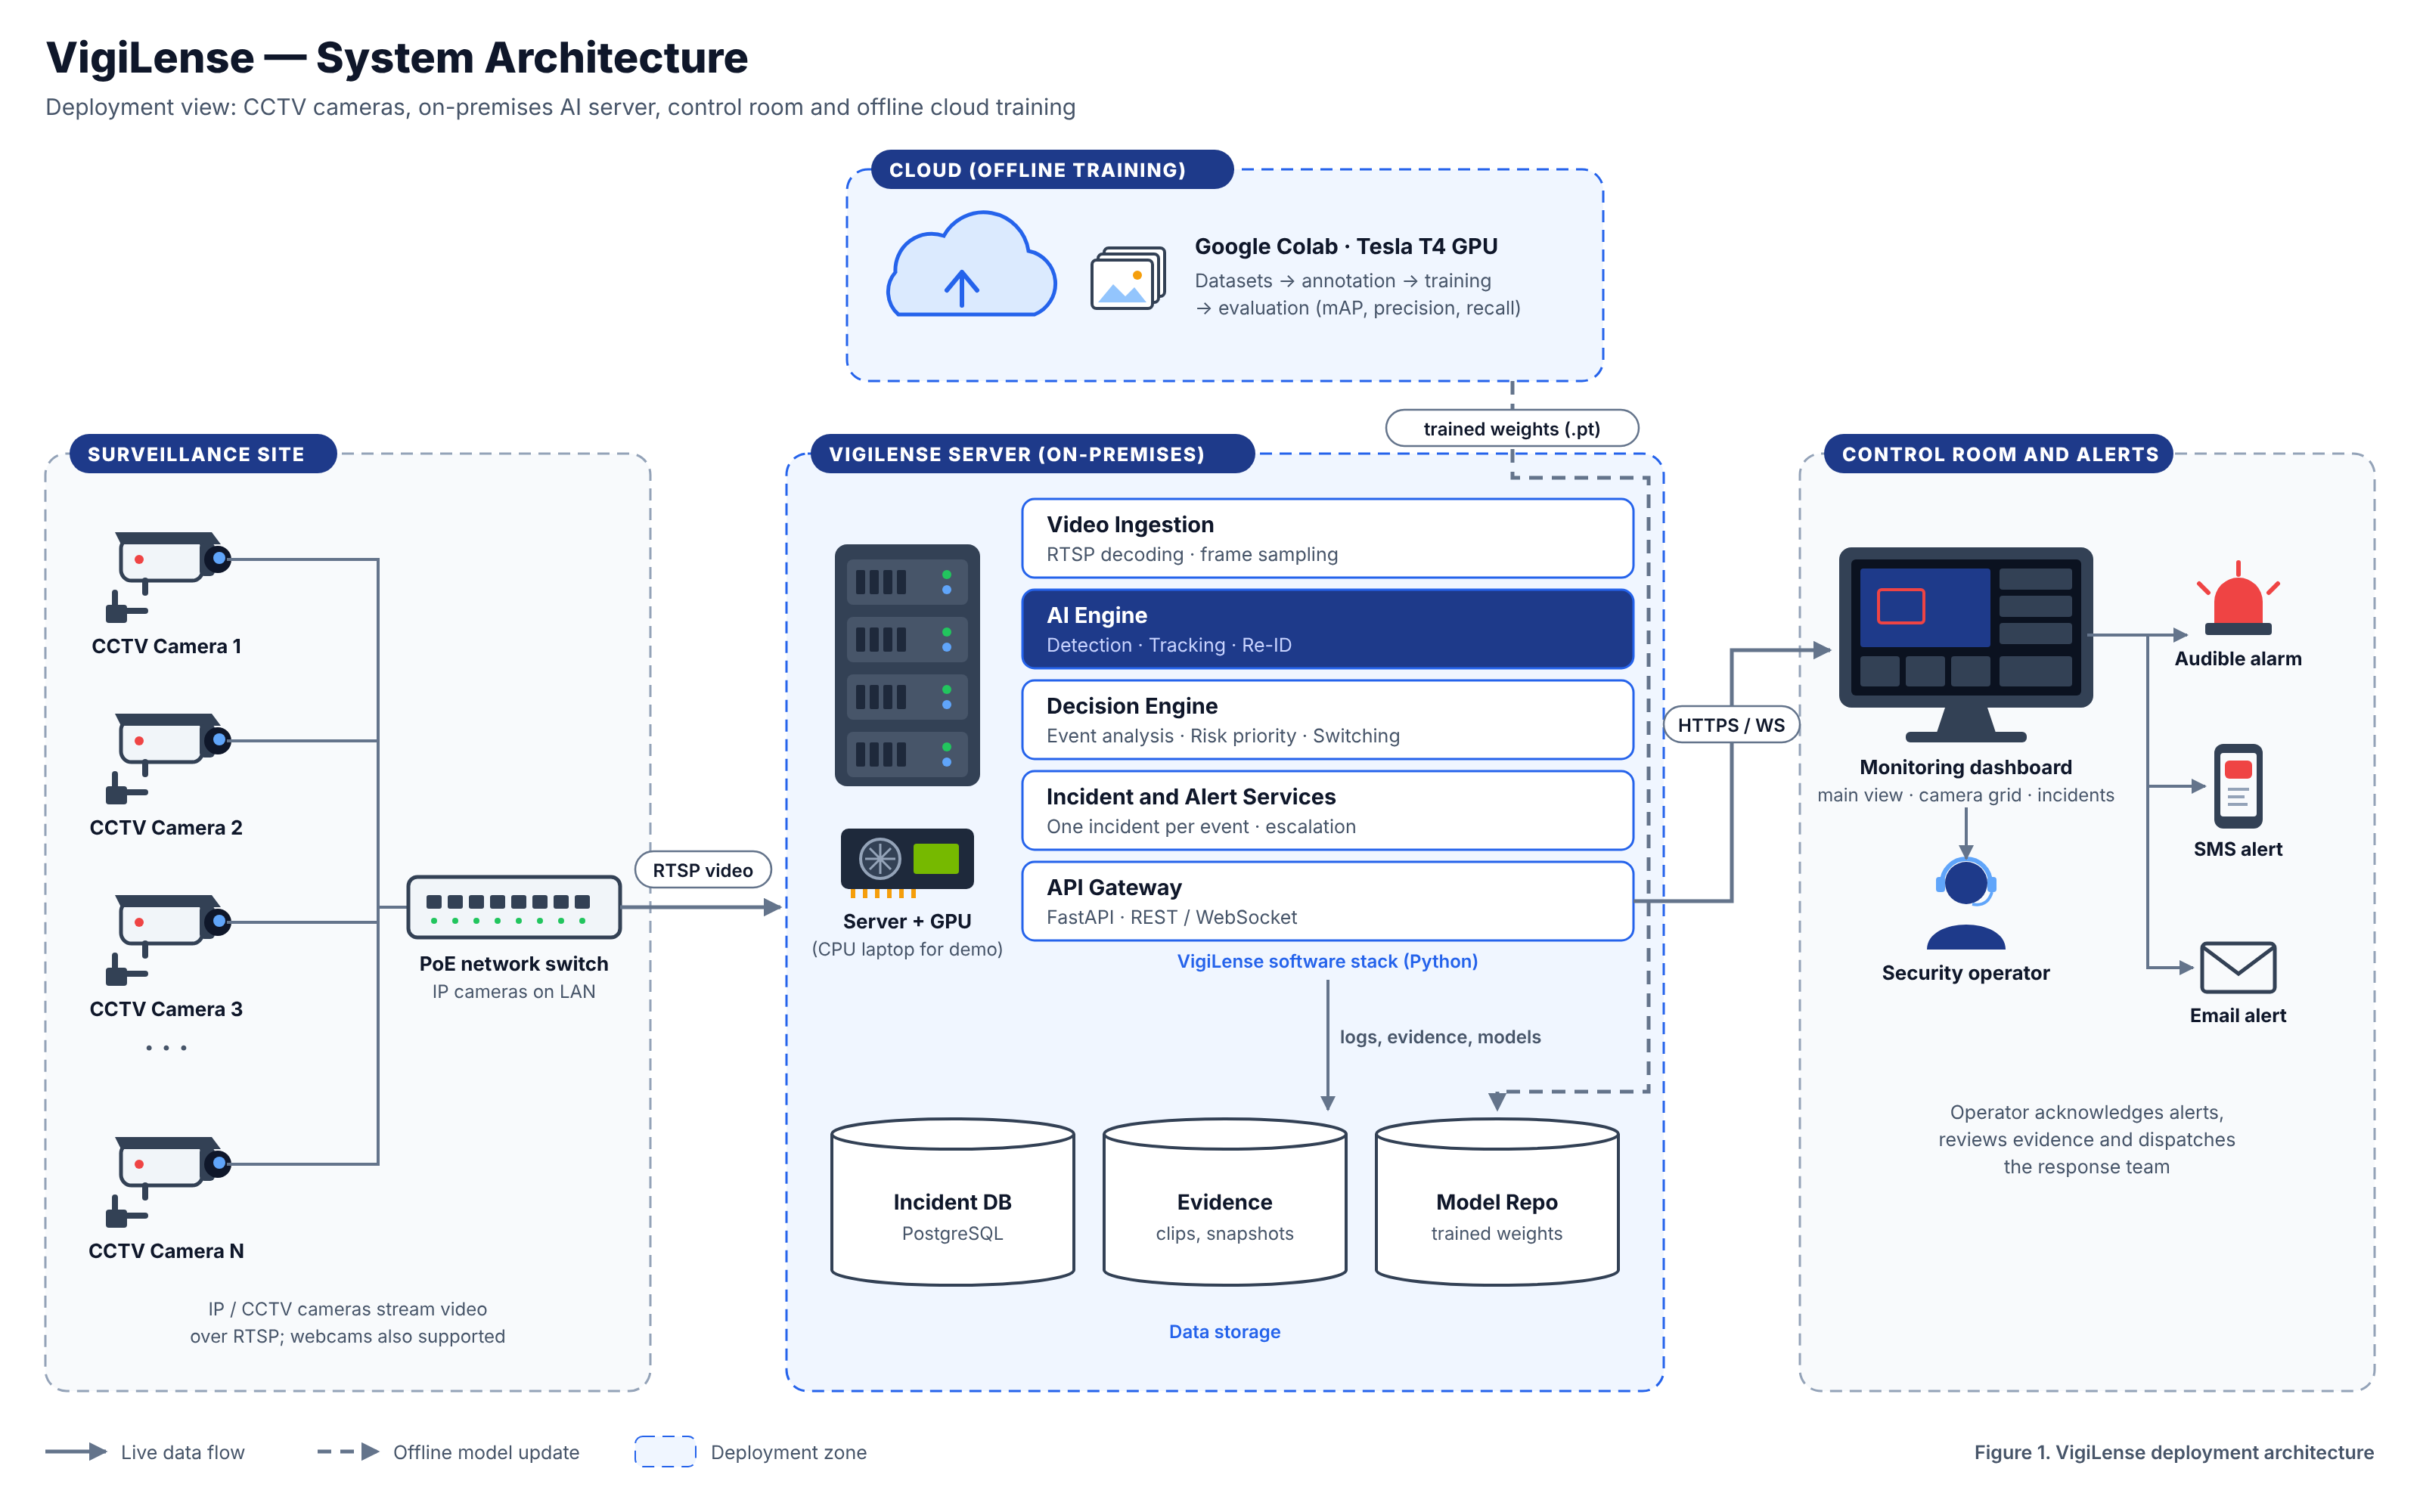 VigiLense — System Architecture
Deployment view: CCTV cameras, on-premises AI server, control room and offline cloud training
CLOUD (OFFLINE TRAINING)
Google Colab · Tesla T4 GPU
Datasets → annotation → training
→ evaluation (mAP, precision, recall)
trained weights (.pt)
SURVEILLANCE SITE
CCTV Camera 1
CCTV Camera 2
CCTV Camera 3
• • •
CCTV Camera N
PoE network switch
IP cameras on LAN
IP / CCTV cameras stream video
over RTSP; webcams also supported
RTSP video
VIGILENSE SERVER (ON-PREMISES)
Server + GPU
(CPU laptop for demo)
Video Ingestion
RTSP decoding · frame sampling
AI Engine
Detection · Tracking · Re-ID
Decision Engine
Event analysis · Risk priority · Switching
Incident and Alert Services
One incident per event · escalation
API Gateway
FastAPI · REST / WebSocket
VigiLense software stack (Python)
logs, evidence, models
Incident DB
PostgreSQL
Evidence
clips, snapshots
Model Repo
trained weights
Data storage
HTTPS / WS
CONTROL ROOM AND ALERTS
Monitoring dashboard
main view · camera grid · incidents
Security operator
Audible alarm
SMS alert
Email alert
Operator acknowledges alerts,
reviews evidence and dispatches
the response team
Live data flow
Offline model update
Deployment zone
Figure 1. VigiLense deployment architecture